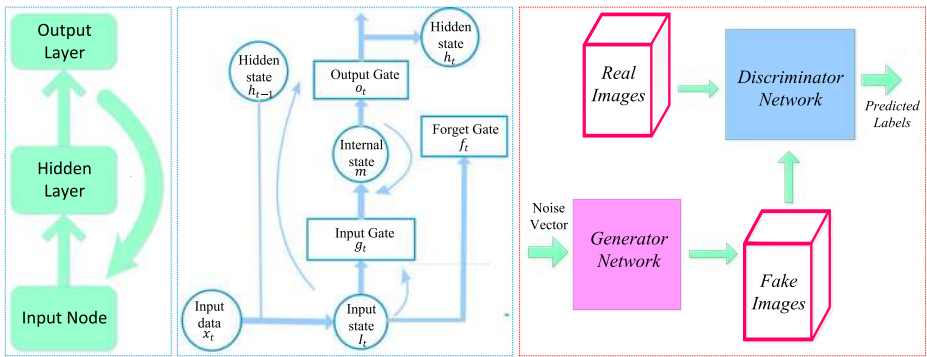 Output
Layer
Hidden
Layer
Input Node
Hidden
state
h_{t-1}
Output Gate
o_t
Hidden
state
h_t
Internal
state
m
Forget Gate
f_t
Input Gate
g_t
Input
data
x_t
Input
state
I_t
Real
Images
Discriminator
Network
Predicted
Labels
Noise
Vector
Generator
Network
Fake
Images